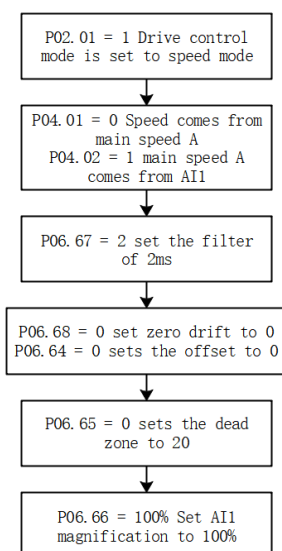 P02.01 = 1 Drive control
mode is set to speed mode
P04.01 = 0 Speed comes from
main speed A
P04.02 = 1 main speed A
comes from AI1
P06.67 = 2 set the filter
of 2ms
P06.68 = 0 set zero drift to 0
P06.64 = 0 sets the offset to 0
P06.65 = 0 sets the dead
zone to 20
P06.66 = 100% Set AI1
magnification to 100%